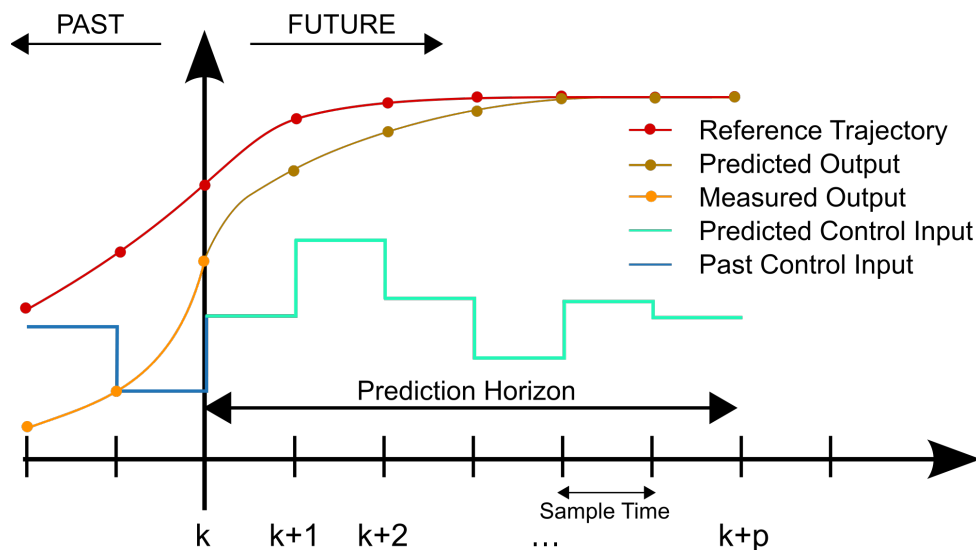 PAST
FUTURE
Reference Trajectory
Predicted Output
Measured Output
Predicted Control Input
Past Control Input
Prediction Horizon
Sample Time
k
k+1
k+2
...
k+p